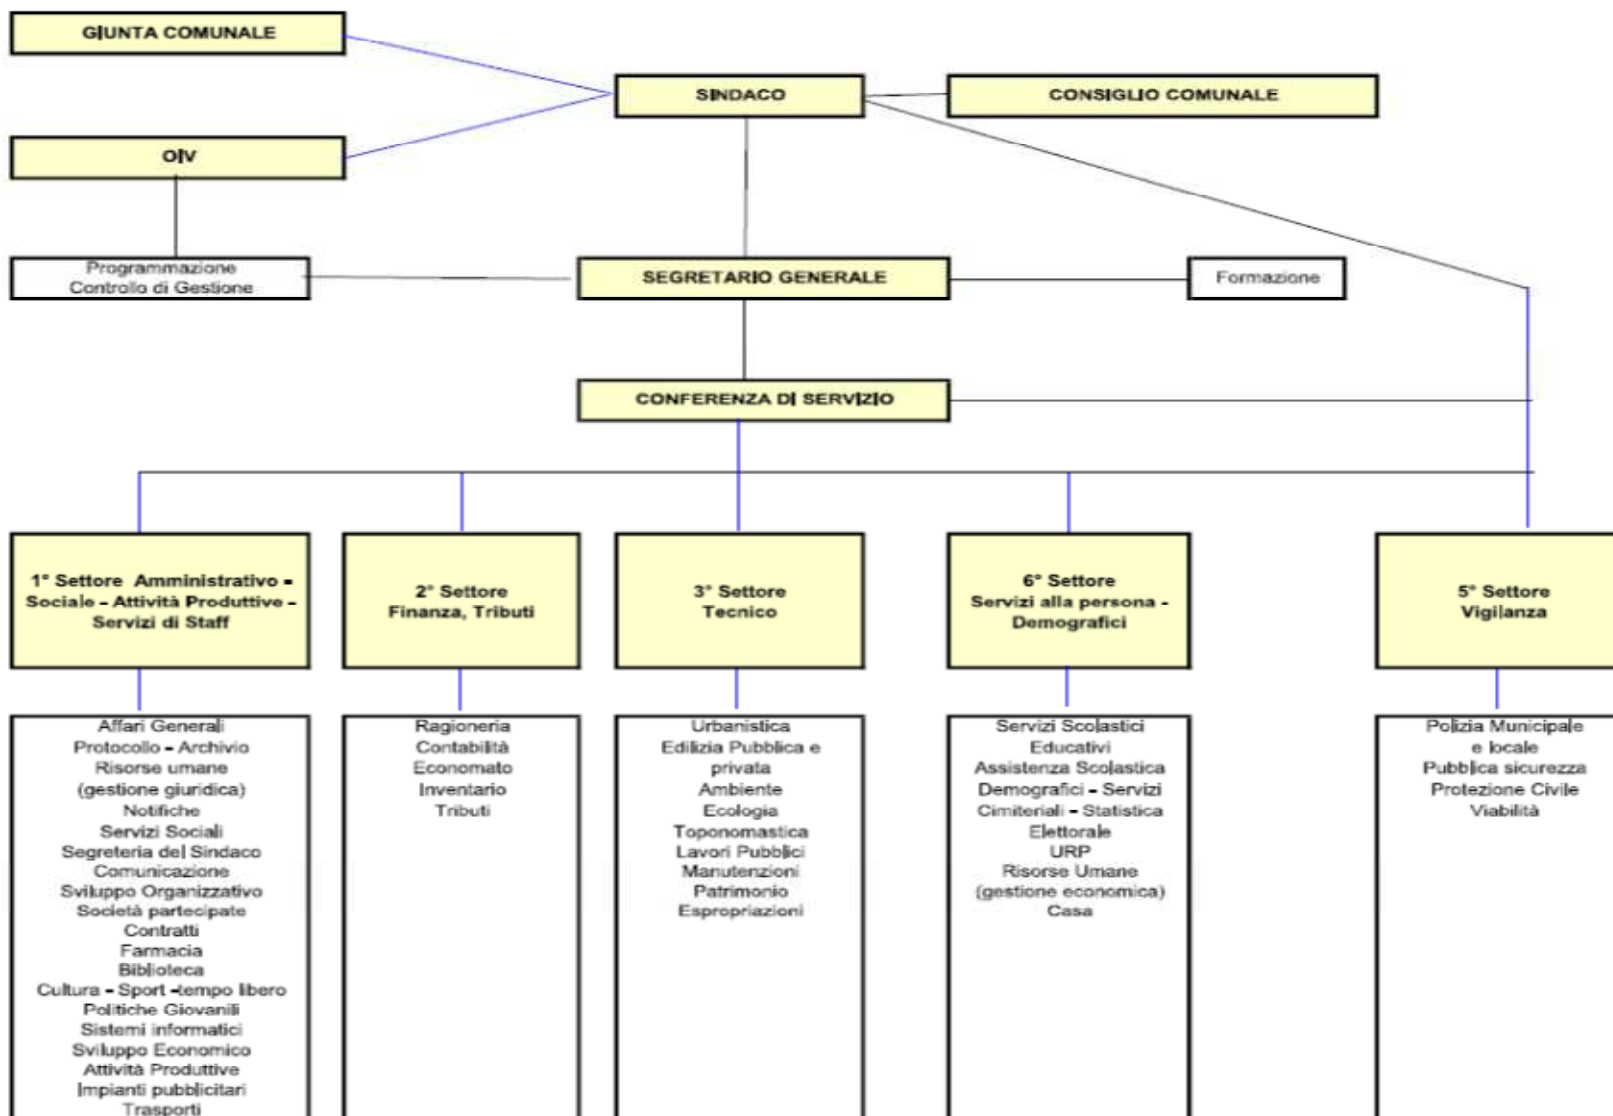 GIUNTA COMUNALE
SINDACO
CONSIGLIO COMUNALE
OIV
Programmazione
Controllo di Gestione
SEGRETARIO GENERALE
Formazione
CONFERENZA DI SERVIZIO
1° Settore Amministrativo -
Sociale - Attività Produttive -
Servizi di Staff
2° Settore
Finanza, Tributi
3° Settore
Tecnico
6° Settore
Servizi alla persona -
Demografici
5° Settore
Vigilanza
Affari Generali
Protocollo - Archivio
Risorse umane
(gestione giuridica)
Notifiche
Servizi Sociali
Segreteria del Sindaco
Comunicazione
Sviluppo Organizzativo
Società partecipate
Contratti
Farmacia
Biblioteca
Cultura - Sport -tempo libero
Politiche Giovanili
Sistemi informatici
Sviluppo Economico
Attività Produttive
Impianti pubblicitari
Trasporti
Ragioneria
Contabilità
Economato
Inventario
Tributi
Urbanistica
Edilizia Pubblica e
privata
Ambiente
Ecologia
Toponomastica
Lavori Pubblici
Manutenzioni
Patrimonio
Espropriazioni
Servizi Scolastici
Educativi
Assistenza Scolastica
Demografici - Servizi
Cimiteriali - Statistica
Elettorale
URP
Risorse Umane
(gestione economica)
Casa
Polizia Municipale
e locale
Pubblica sicurezza
Protezione Civile
Viabilità